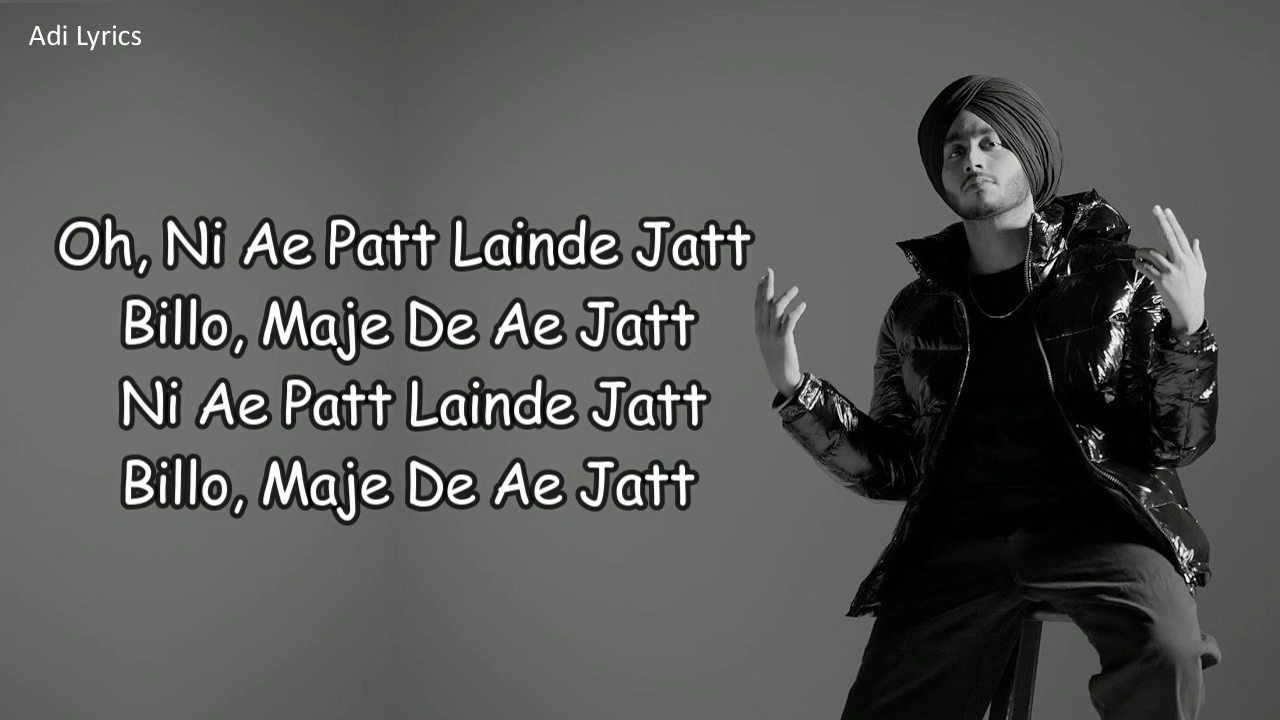 Adi Lyrics
Oh, Ni Ae Patt Lainde Jatt
Billo, Maje De Ae Jatt
Ni Ae Patt Lainde Jatt
Billo, Maje De Ae Jatt